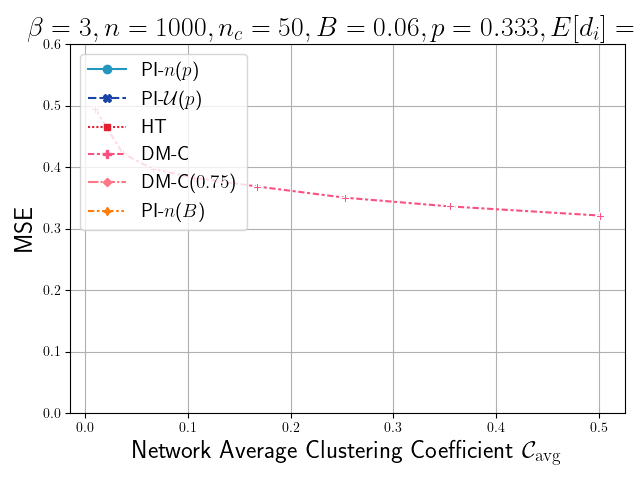 β = 3, n = 1000, n_c = 50, B = 0.06, p = 0.333, E[d_i] =
0.6
0.5
0.4
0.3
0.2
0.1
0.0
MSE
PI-n(p)
PI-𝒰(p)
HT
DM-C
DM-C(0.75)
PI-n(B)
0.0 0.1 0.2 0.3 0.4 0.5
Network Average Clustering Coefficient 𝒞_avg